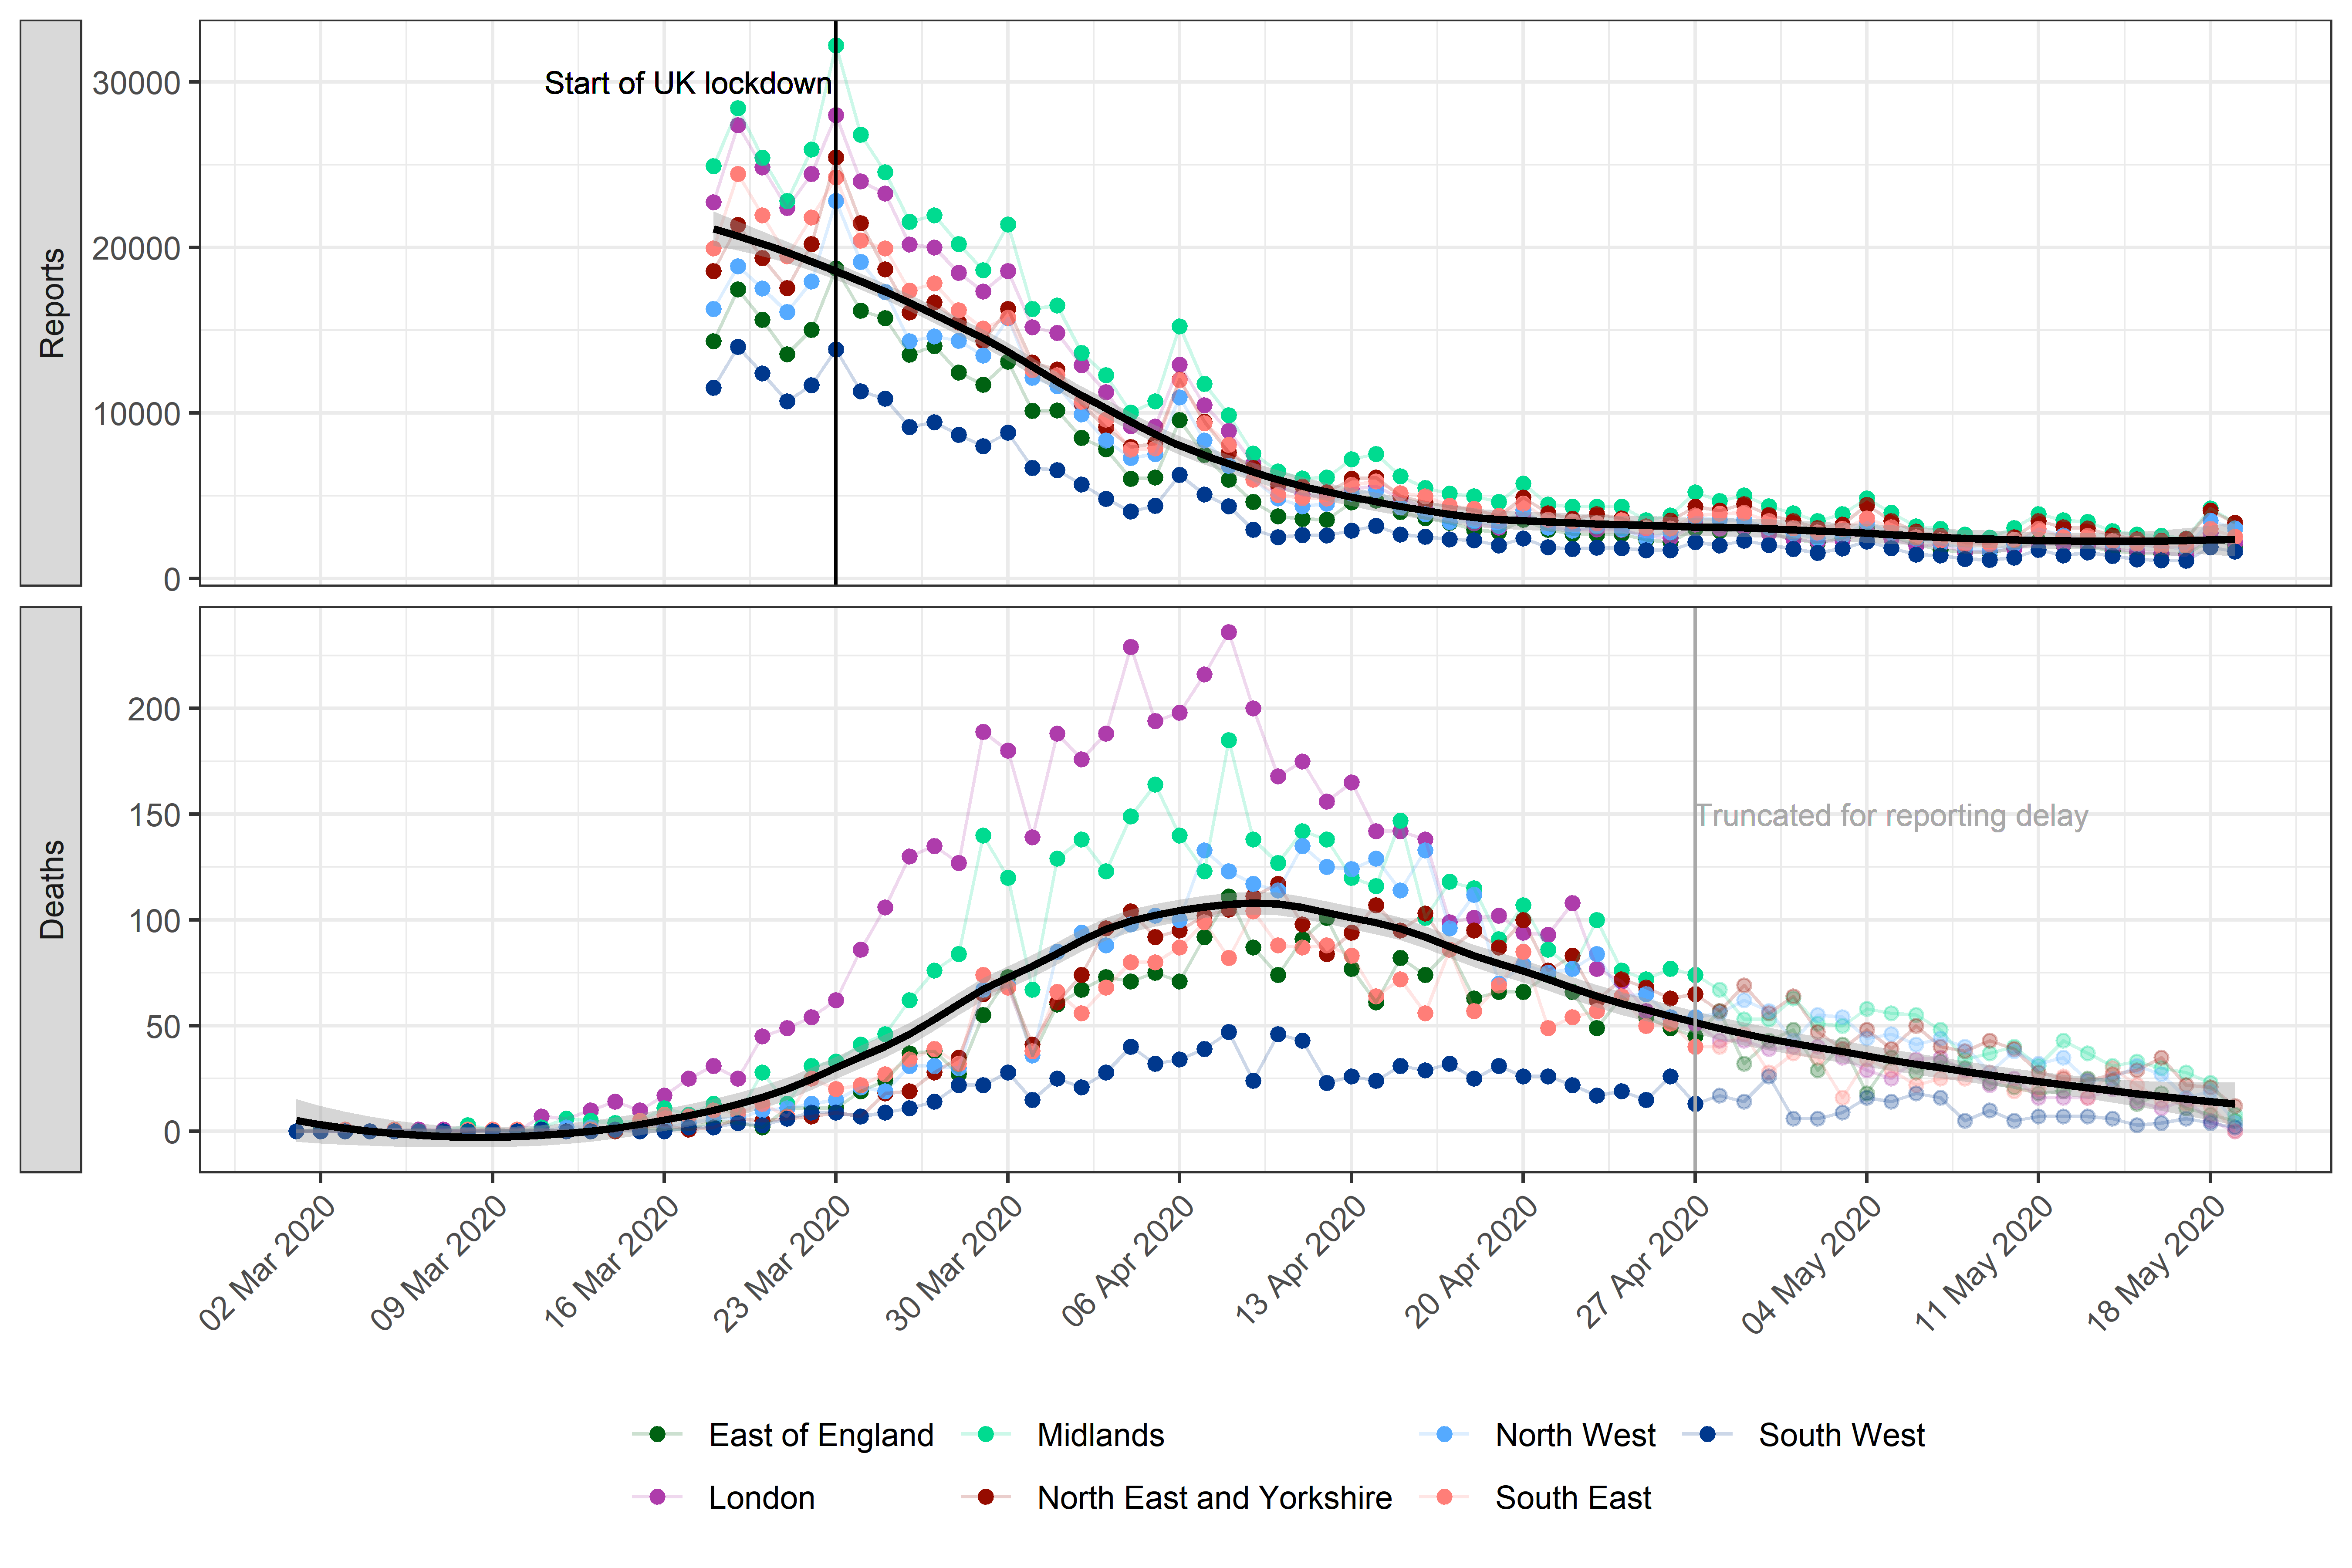 Reports
30000
20000
10000
0
Start of UK lockdown
Deaths
200
150
100
50
0
Truncated for reporting delay
02 Mar 2020
09 Mar 2020
16 Mar 2020
23 Mar 2020
30 Mar 2020
06 Apr 2020
13 Apr 2020
20 Apr 2020
27 Apr 2020
04 May 2020
11 May 2020
18 May 2020
East of England Midlands North West South West
London North East and Yorkshire South East